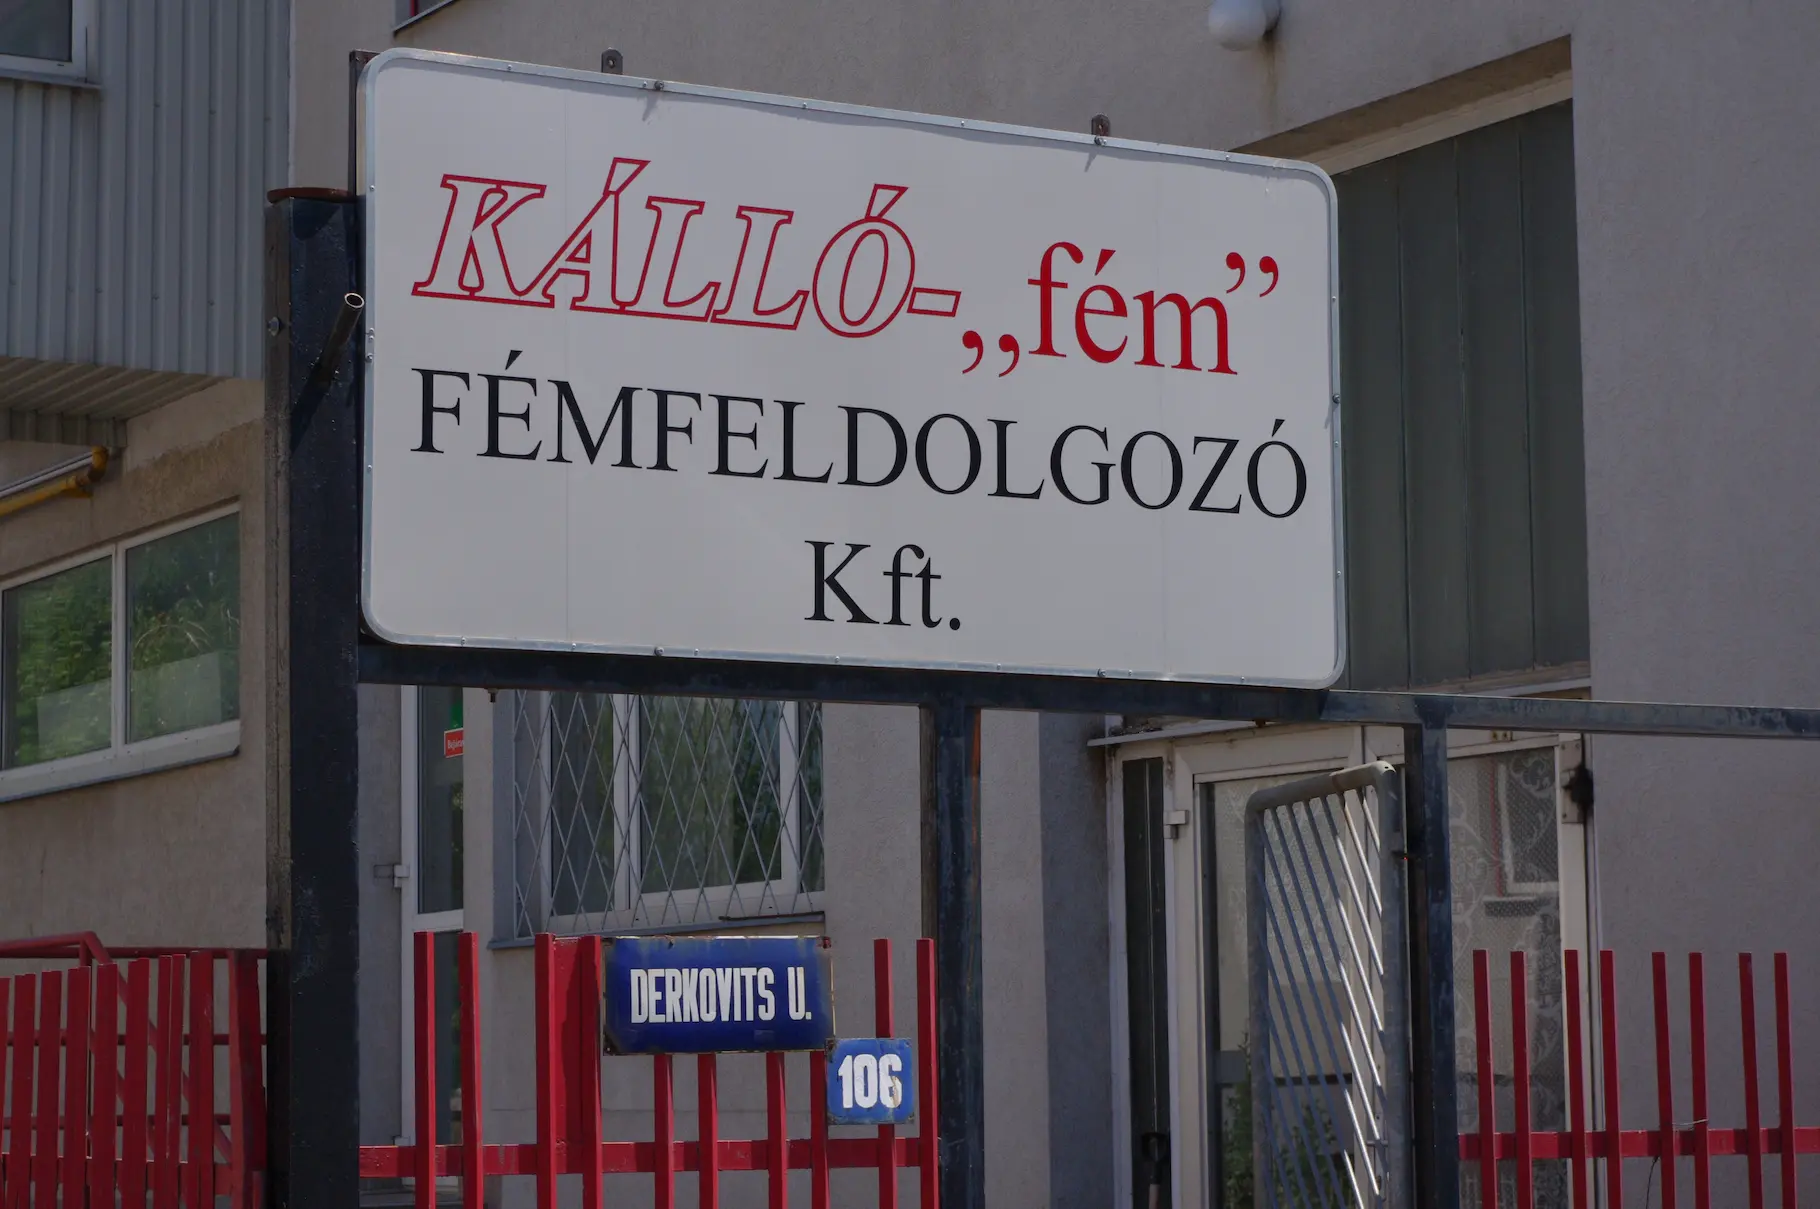 KÁLLÓ-„fém”
FÉMFELDOLGOZÓ
Kft.
DERKOVITS U.
106